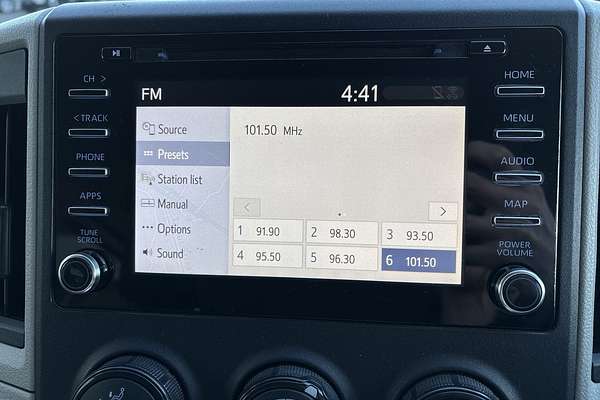 CH >
< TRACK
PHONE
APPS
TUNE
SCROLL
FM
4:41
Source
Presets
Station list
Manual
Options
Sound
101.50 MHz
1 91.90
2 98.30
3 93.50
4 95.50
5 96.30
6 101.50
HOME
MENU
AUDIO
MAP
POWER
VOLUME